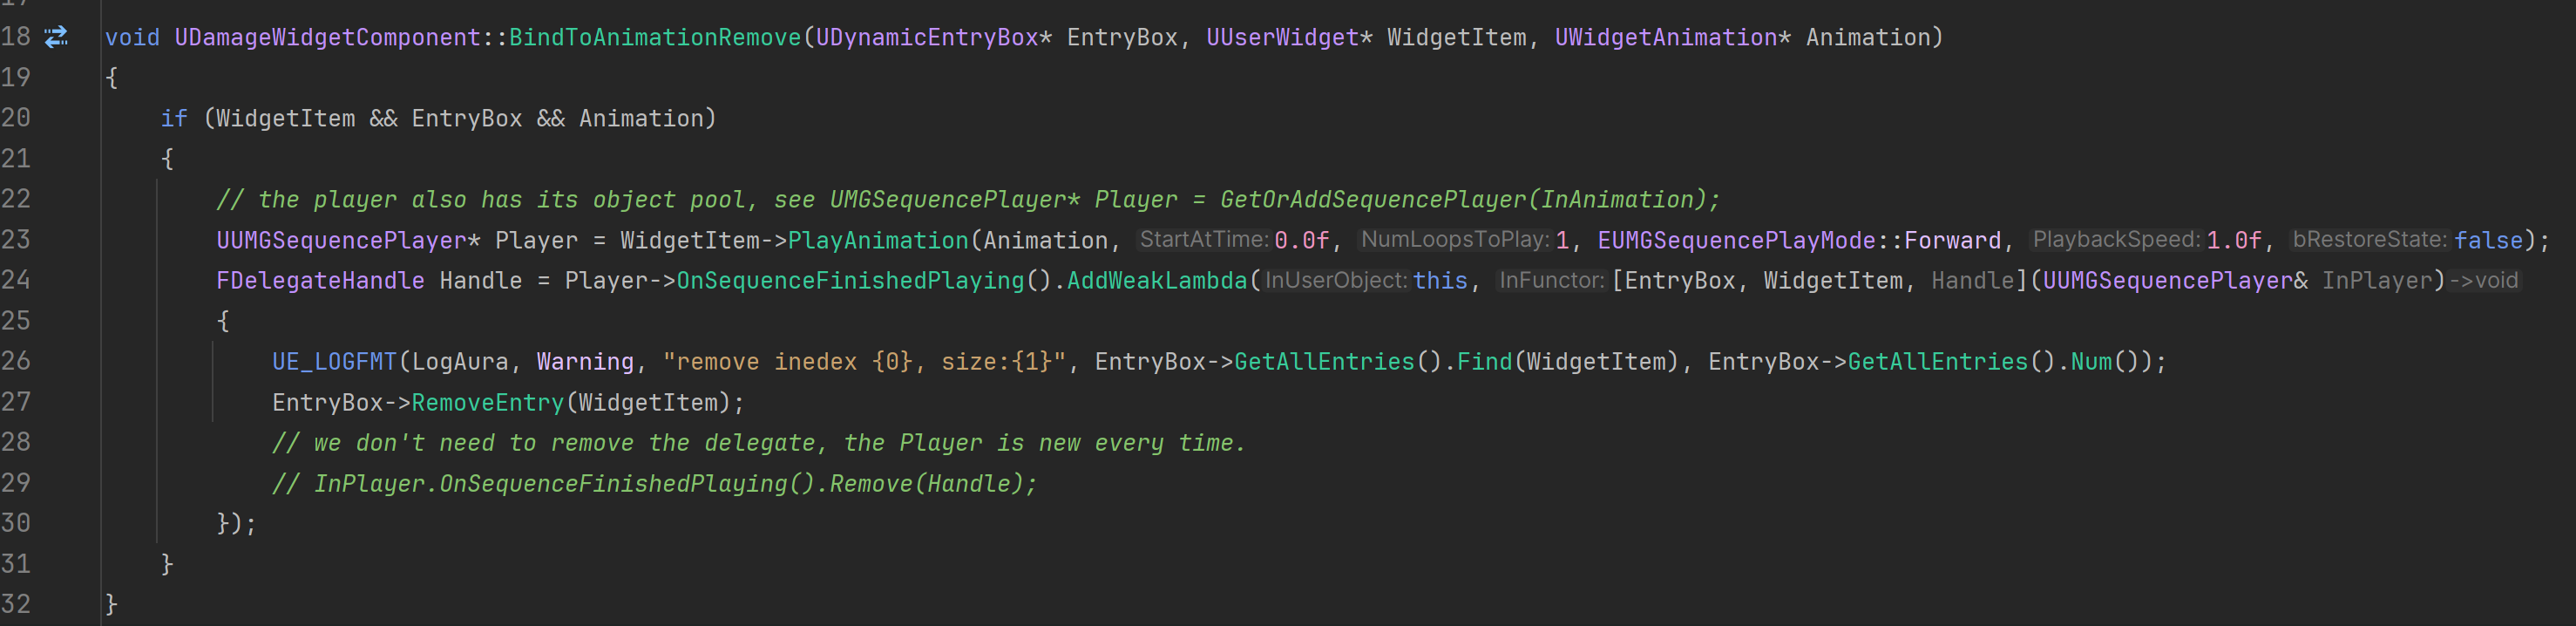 17
18 void UDamageWidgetComponent::BindToAnimationRemove(UDynamicEntryBox* EntryBox, UUserWidget* WidgetItem, UWidgetAnimation* Animation)
19 {
20 if (WidgetItem && EntryBox && Animation)
21 {
22 // the player also has its object pool, see UMGSequencePlayer* Player = GetOrAddSequencePlayer(InAnimation);
23 UUMGSequencePlayer* Player = WidgetItem->PlayAnimation(Animation, StartAtTime: 0.0f, NumLoopsToPlay: 1, EUMGSequencePlayMode::Forward, PlaybackSpeed: 1.0f, bRestoreState: false);
24 FDelegateHandle Handle = Player->OnSequenceFinishedPlaying().AddWeakLambda(InUserObject: this, InFunctor: [EntryBox, WidgetItem, Handle](UUMGSequencePlayer& InPlayer)->void
25 {
26 UE_LOGFMT(LogAura, Warning, "remove inedex {0}, size:{1}", EntryBox->GetAllEntries().Find(WidgetItem), EntryBox->GetAllEntries().Num());
27 EntryBox->RemoveEntry(WidgetItem);
28 // we don't need to remove the delegate, the Player is new every time.
29 // InPlayer.OnSequenceFinishedPlaying().Remove(Handle);
30 });
31 }
32 }